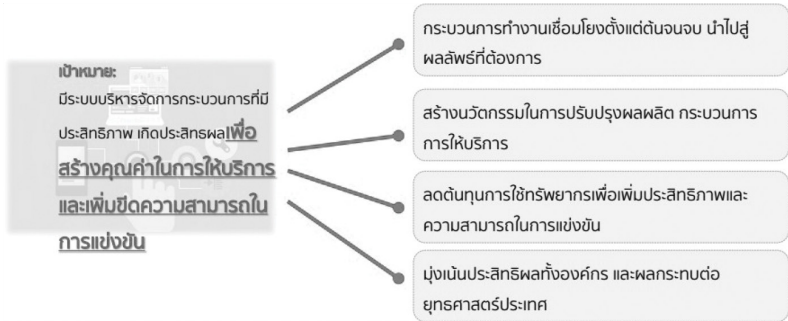 เป้าหมาย:
มีระบบบริหารจัดการกระบวนการที่มี
ประสิทธิภาพ เกิดประสิทธผลเพื่อ
สร้างคุณค่าในการให้บริการ
และเพิ่มขีดความสามารถใน
การแข่งขัน
กระบวนการทำงานเชื่อมโยงตั้งแต่ต้นจนจบ นำไปสู่
ผลลัพธ์ที่ต้องการ
สร้างนวัตกรรมในการปรับปรุงผลผลิต กระบวนการ
การให้บริการ
ลดต้นทุนการใช้ทรัพยากรเพื่อเพิ่มประสิทธิภาพและ
ความสามารถในการแข่งขัน
มุ่งเน้นประสิทธิผลทั้งองค์กร และผลกระทบต่อ
ยุทธศาสตร์ประเทศ